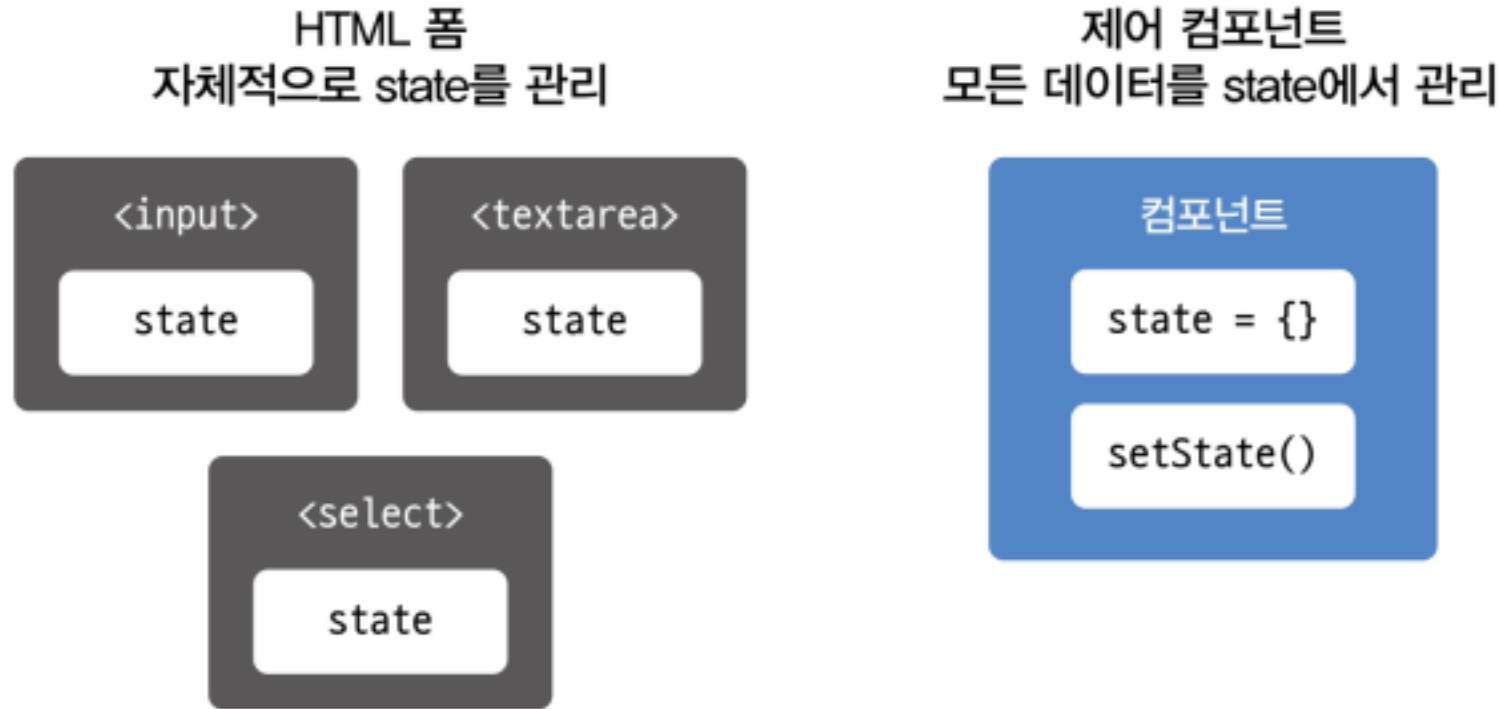 HTML 폼
자체적으로 state를 관리
<input>
state
<textarea>
state
<select>
state
제어 컴포넌트
모든 데이터를 state에서 관리
컴포넌트
state = {}
setState()